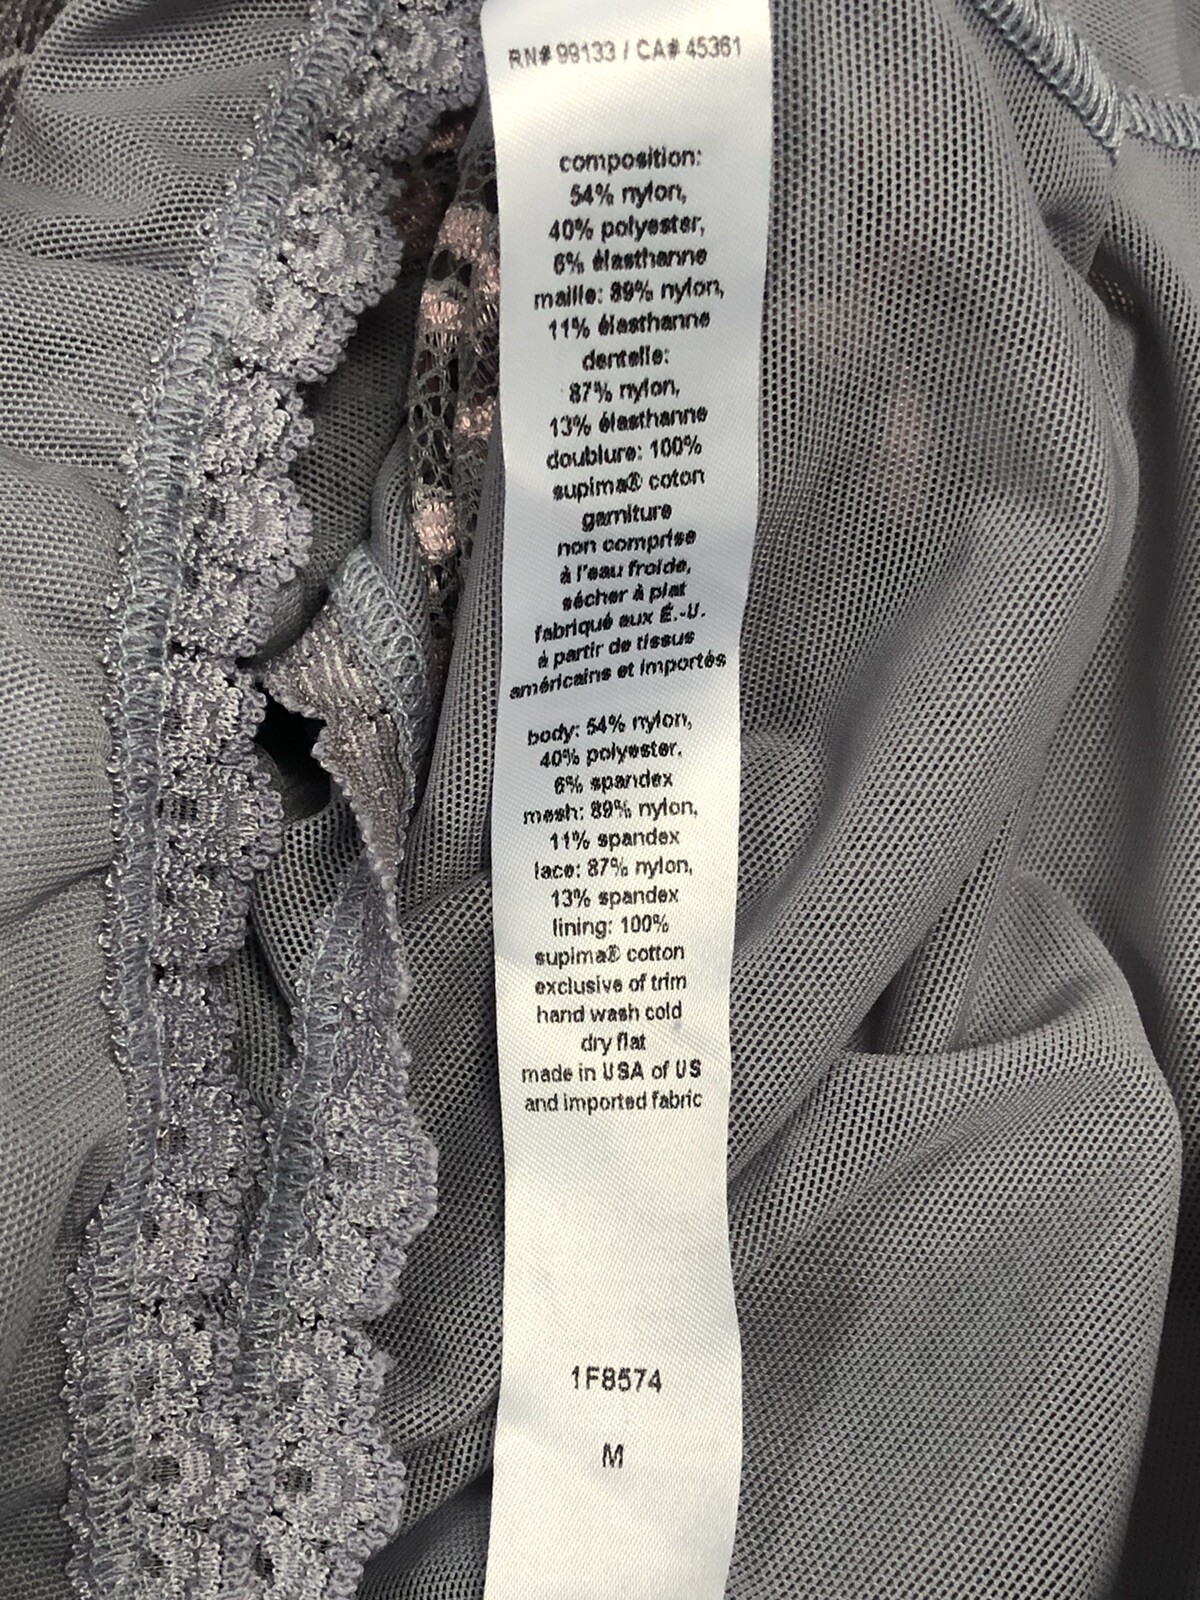 RN# 99133 / CA# 45361
composition:
54% nylon,
40% polyester,
6% élasthanne
maille: 89% nylon,
11% élasthanne
dentelle:
87% nylon,
13% élasthanne
doublure: 100%
supima® coton
garniture
non comprise
à l'eau froide,
sécher à plat
fabriqué aux É.-U.
à partir de tissus
américains et importés
body: 54% nylon,
40% polyester,
6% spandex
mesh: 89% nylon,
11% spandex
lace: 87% nylon,
13% spandex
lining: 100%
supima® cotton
exclusive of trim
hand wash cold
dry flat
made in USA of US
and imported fabric
1F8574
M